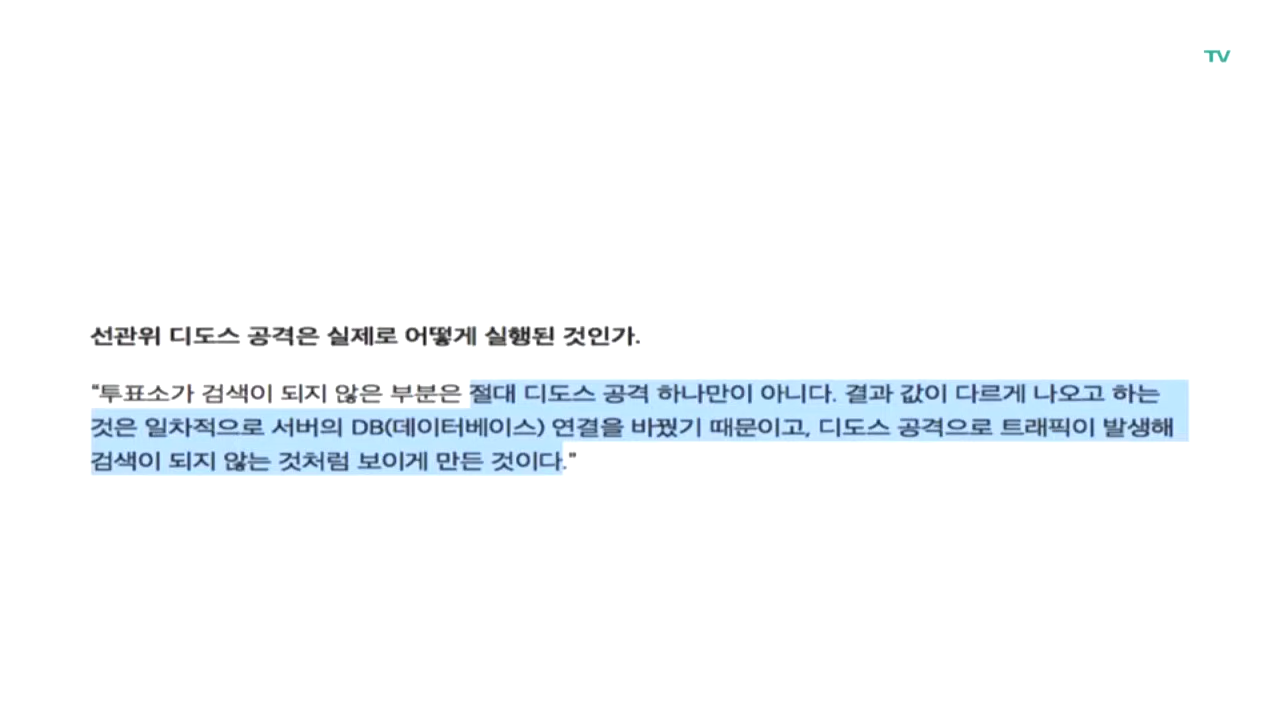 TV
선관위 디도스 공격은 실제로 어떻게 실행된 것인가.
“투표소가 검색이 되지 않은 부분은 절대 디도스 공격 하나만이 아니다. 결과 값이 다르게 나오고 하는
것은 일차적으로 서버의 DB(데이터베이스) 연결을 바꿨기 때문이고, 디도스 공격으로 트래픽이 발생해
검색이 되지 않는 것처럼 보이게 만든 것이다.”